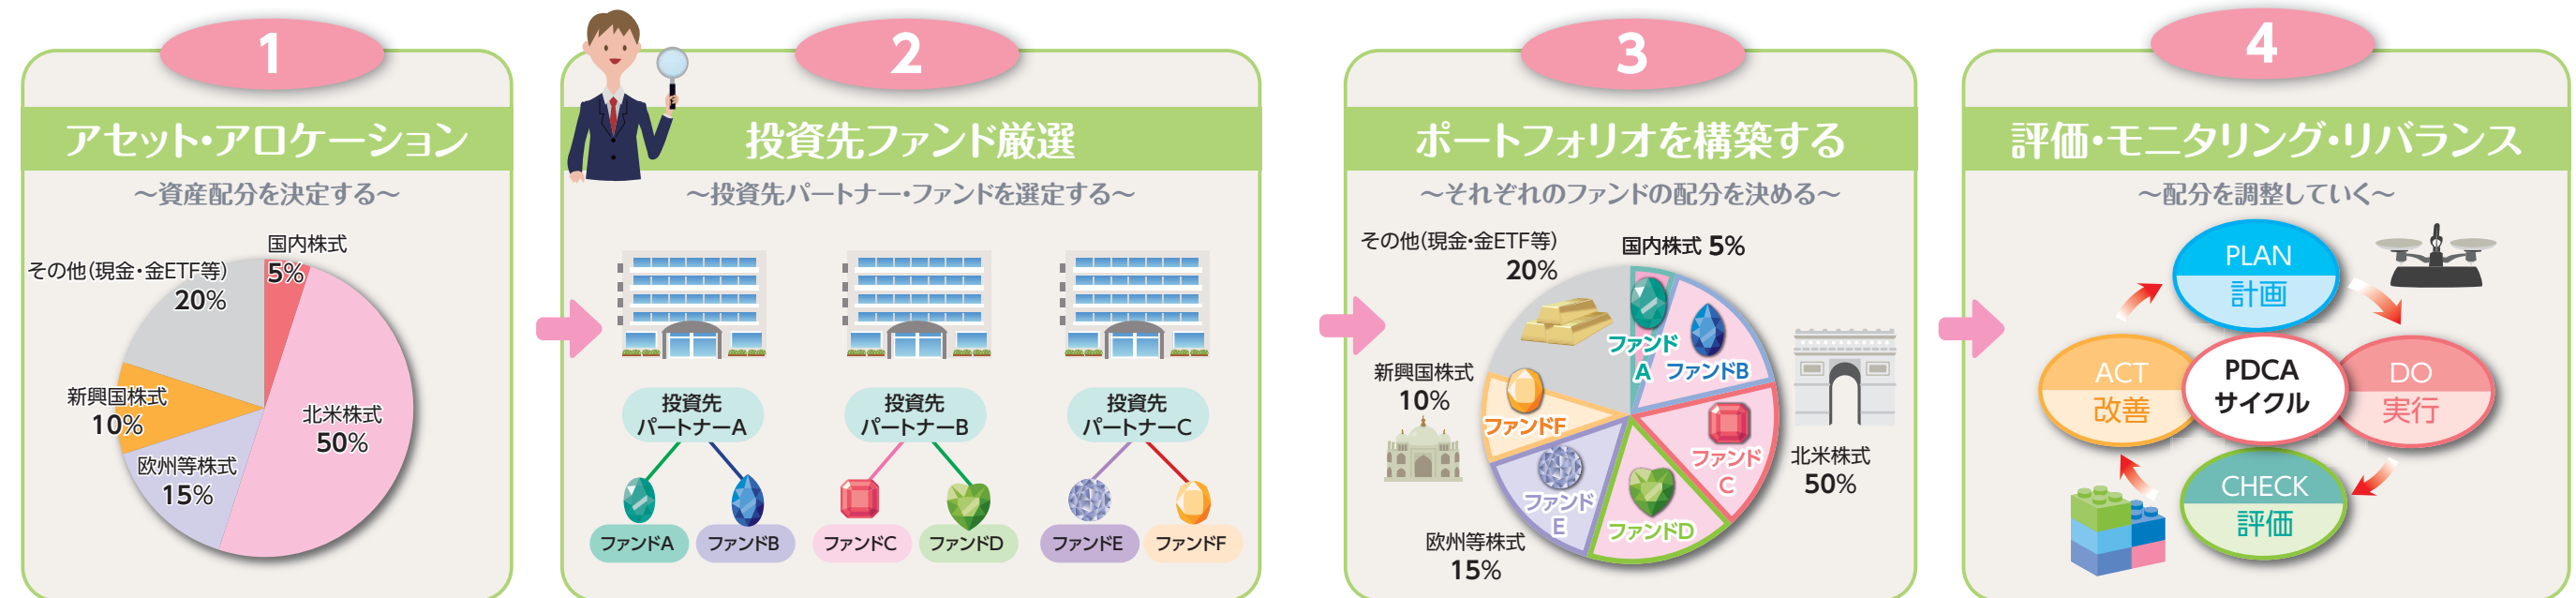 1
アセット・アロケーション
～資産配分を決定する～
国内株式
5%
その他(現金・金ETF等)
20%
新興国株式
10%
北米株式
50%
欧州等株式
15%
2
投資先ファンド厳選
～投資先パートナー・ファンドを選定する～
投資先
パートナーA
投資先
パートナーB
投資先
パートナーC
ファンドA
ファンドB
ファンドC
ファンドD
ファンドE
ファンドF
3
ポートフォリオを構築する
～それぞれのファンドの配分を決める～
その他(現金・金ETF等)
20%
国内株式 5%
ファンド
A
ファンドB
新興国株式
10%
ファンドF
ファンド
C
北米株式
50%
ファンド
E
ファンドD
欧州等株式
15%
4
評価・モニタリング・リバランス
～配分を調整していく～
PLAN
計画
ACT
改善
PDCA
サイクル
DO
実行
CHECK
評価